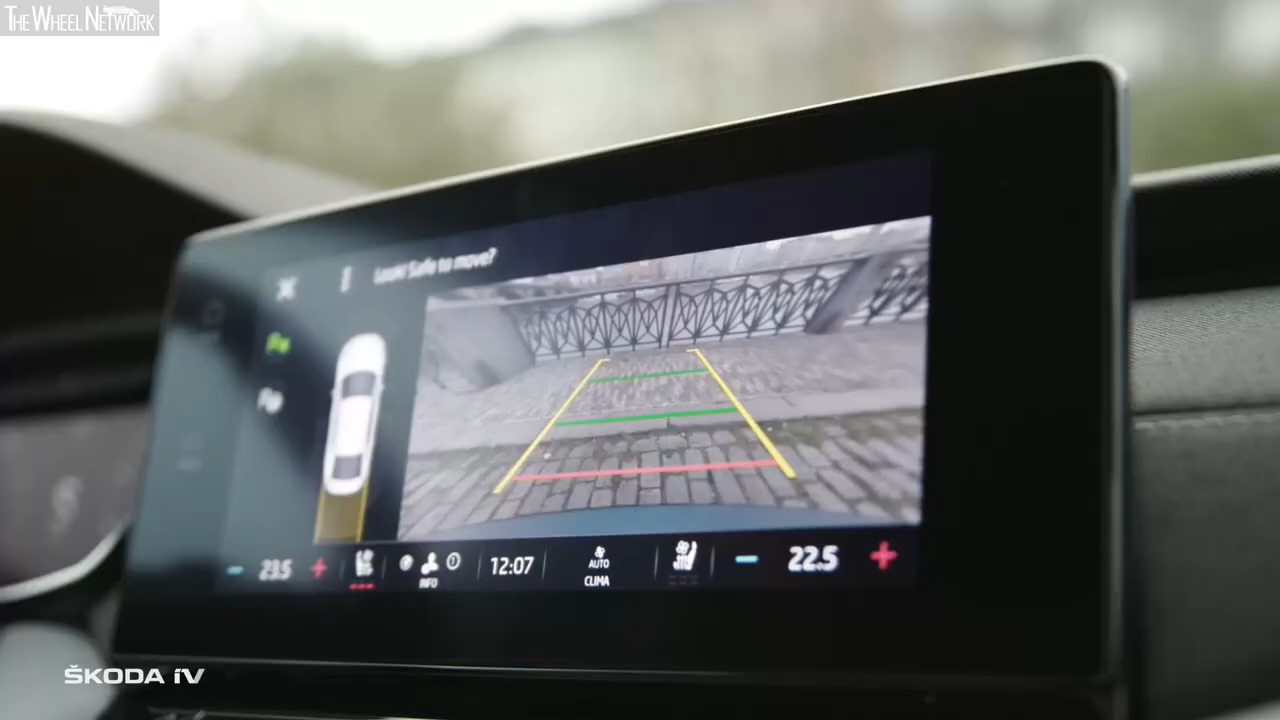 THE WHEEL NETWORK
Look! Safe to move?
23.5
INFO
12:07
AUTO
CLIMA
22.5
ŠKODA iV